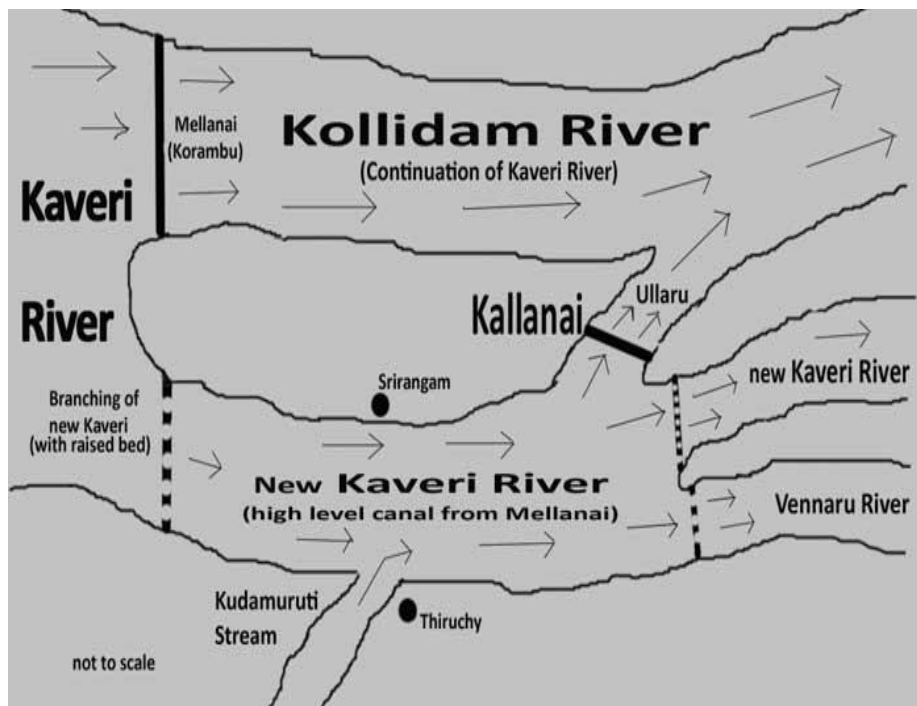 Mellanai
(Korambu)
Kollidam River
(Continuation of Kaveri River)
Kaveri
River
Kallanai
Ullaru
Srirangam
new Kaveri River
Branching of
new Kaveri
(with raised bed)
New Kaveri River
(high level canal from Mellanai)
Vennaru River
Kudamuruti
Stream
Thiruchy
not to scale